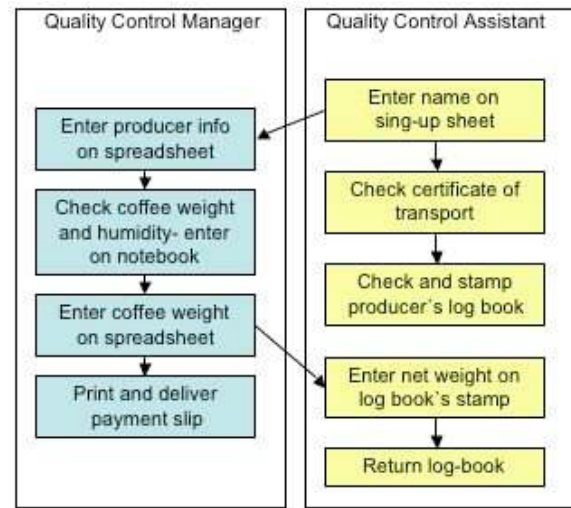 Quality Control Manager
Enter producer info
on spreadsheet
Check coffee weight
and humidity- enter
on notebook
Enter coffee weight
on spreadsheet
Print and deliver
payment slip
Quality Control Assistant
Enter name on
sing-up sheet
Check certificate of
transport
Check and stamp
producer´s log book
Enter net weight on
log book´s stamp
Return log-book